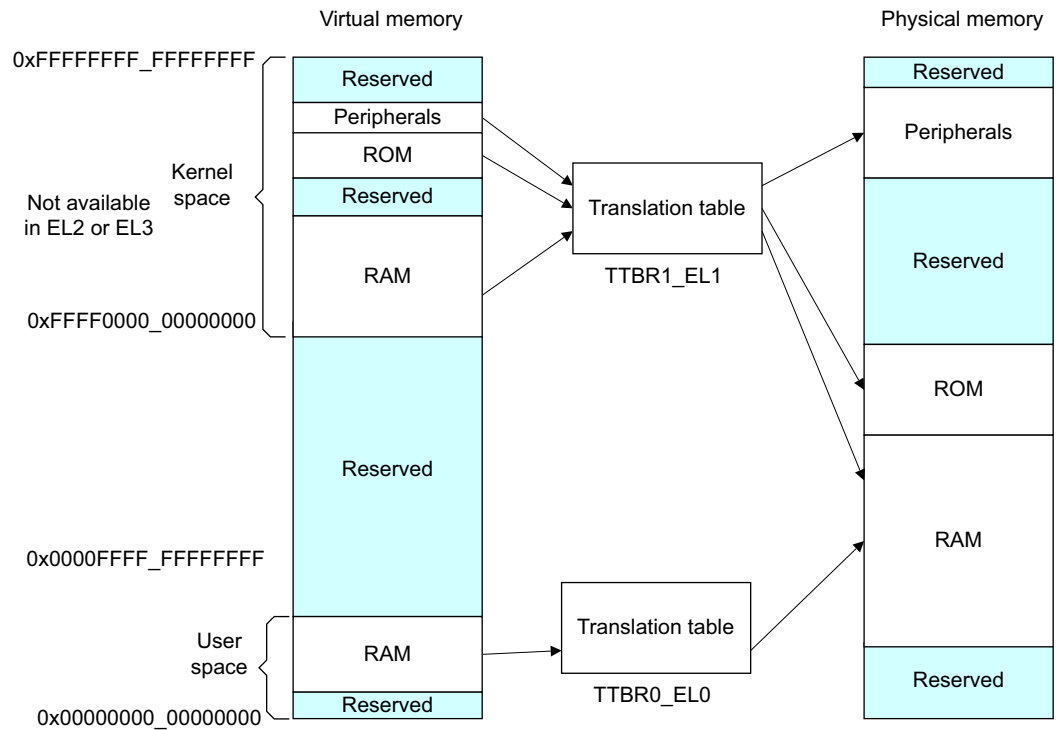 Virtual memory
Physical memory
0xFFFFFFFF_FFFFFFFF
Reserved
Peripherals
ROM
Reserved
RAM
Kernel
space
Not available
in EL2 or EL3
0xFFFF0000_00000000
Reserved
0x0000FFFF_FFFFFFFF
User
space
RAM
Reserved
0x00000000_00000000
Translation table
TTBR1_EL1
Translation table
TTBR0_EL0
Reserved
Peripherals
Reserved
ROM
RAM
Reserved